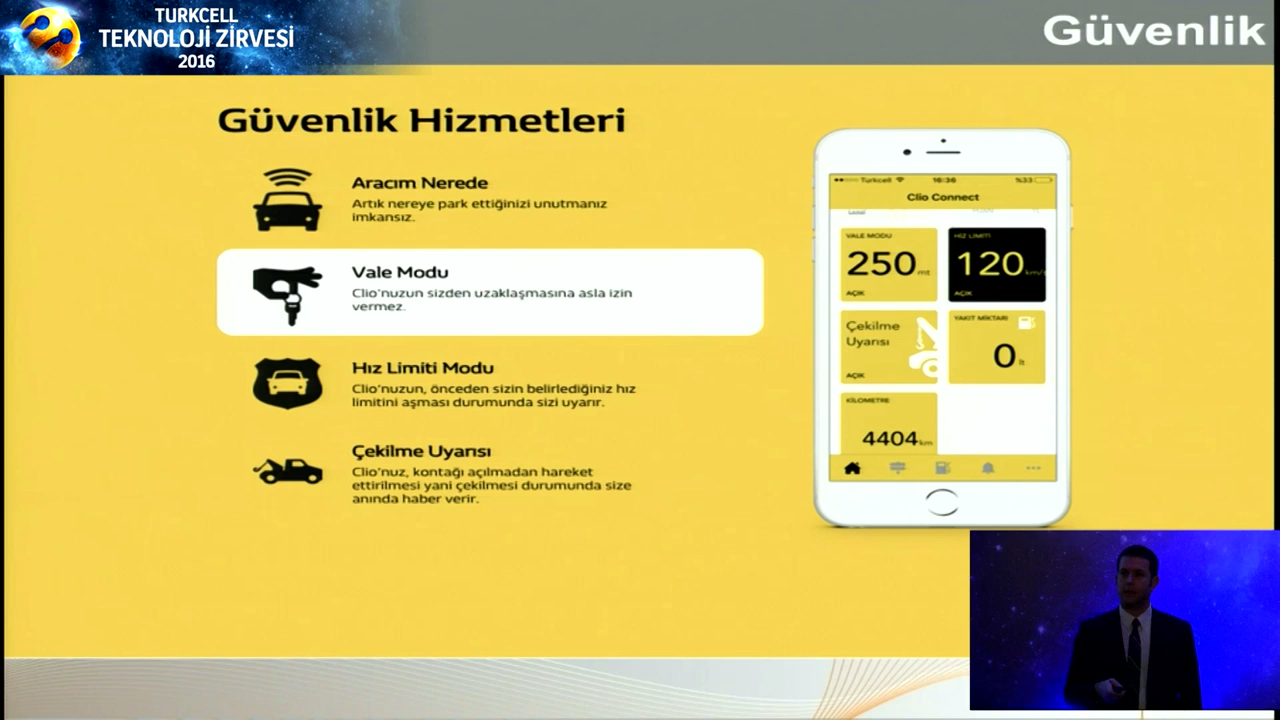 TURKCELL
TEKNOLOJİ ZİRVESİ
2016
Güvenlik
Güvenlik Hizmetleri
Aracım Nerede
Artık nereye park ettiğinizi unutmanız
imkansız.
Vale Modu
Clio'nuzun sizden uzaklaşmasına asla izin
vermez.
Hız Limiti Modu
Clio'nuzun, önceden sizin belirlediğiniz hız
limitini aşması durumunda sizi uyarır.
Çekilme Uyarısı
Clio'nuz, kontağı açılmadan hareket
ettirilmesi yani çekilmesi durumunda size
anında haber verir.
Turkcell 16:36 %33
Clio Connect
VALE MODU
250 mt
AÇIK
HIZ LIMITI
120 km/
AÇIK
Çekilme
Uyarısı
AÇIK
YAKIT MİKTARI
0 lt
KİLOMETRE
4404 km